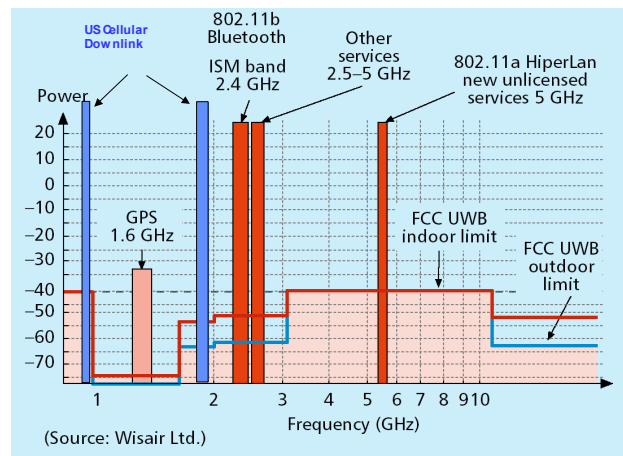 US Cellular
Downlink
802.11b
Bluetooth
ISM band
2.4 GHz
Other
services
2.5–5 GHz
802.11a HiperLan
new unlicensed
services 5 GHz
Power
20
10
0
–10
–20
–30
–40
–50
–60
–70
GPS
1.6 GHz
FCC UWB
indoor limit
FCC UWB
outdoor
limit
1 2 3 4 5 6 7 8 9 10
Frequency (GHz)
(Source: Wisair Ltd.)